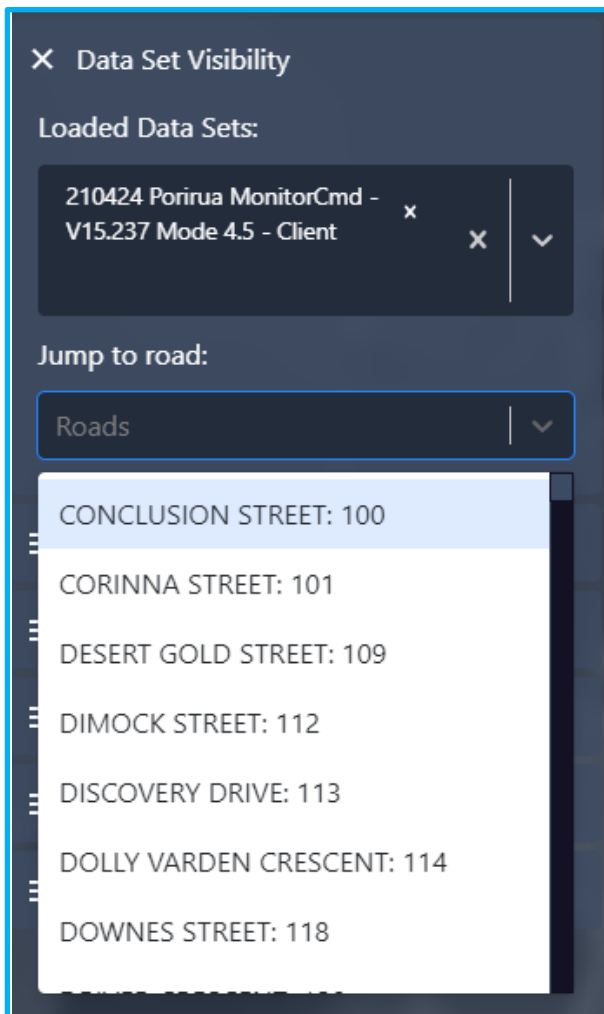 Data Set Visibility
Loaded Data Sets:
210424 Porirua MonitorCmd -
V15.237 Mode 4.5 - Client
Jump to road:
Roads
CONCLUSION STREET: 100
CORINNA STREET: 101
DESERT GOLD STREET: 109
DIMOCK STREET: 112
DISCOVERY DRIVE: 113
DOLLY VARDEN CRESCENT: 114
DOWNES STREET: 118